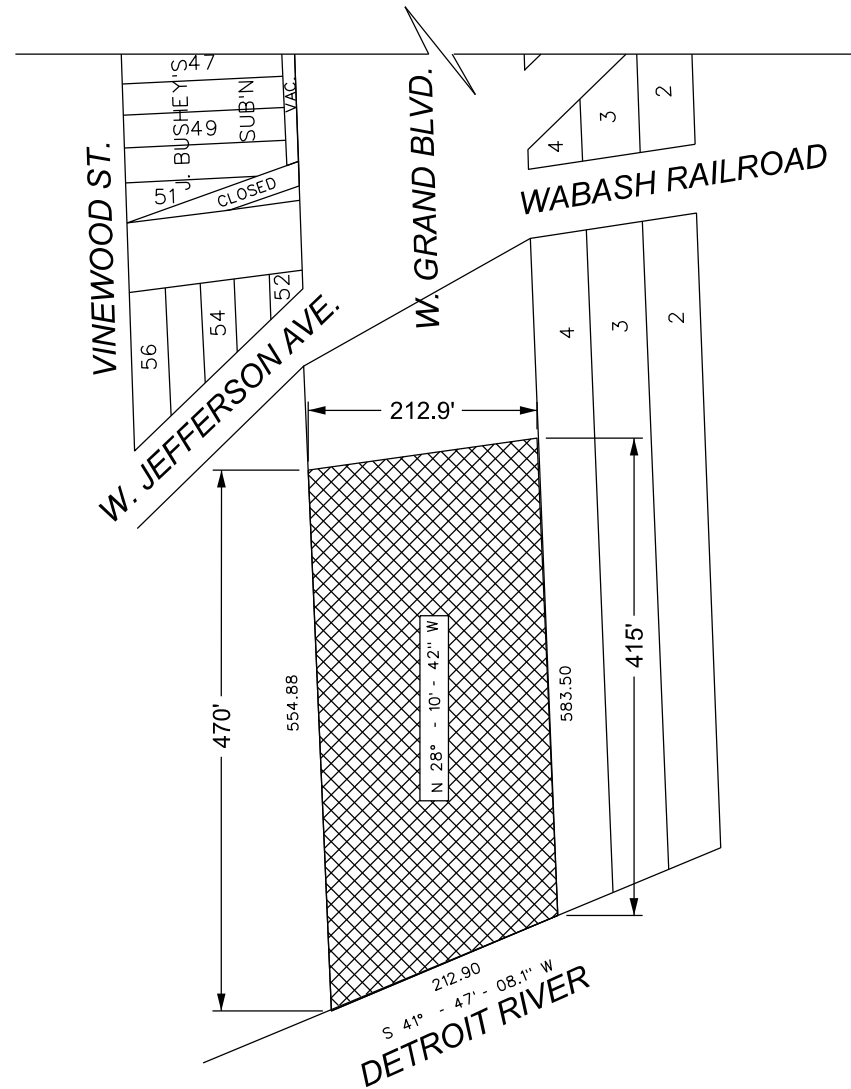 47
J. BUSHEY'S
SUB'N
49
51
CLOSED
VAC.
W. GRAND BLVD.
4
3
2
WABASH RAILROAD
VINEWOOD ST.
56
54
52
W. JEFFERSON AVE.
4
3
2
212.9'
470'
554.88
N 28° - 10' - 42" W
583.50
415'
212.90
S 41° - 47' - 08.1" W
DETROIT RIVER